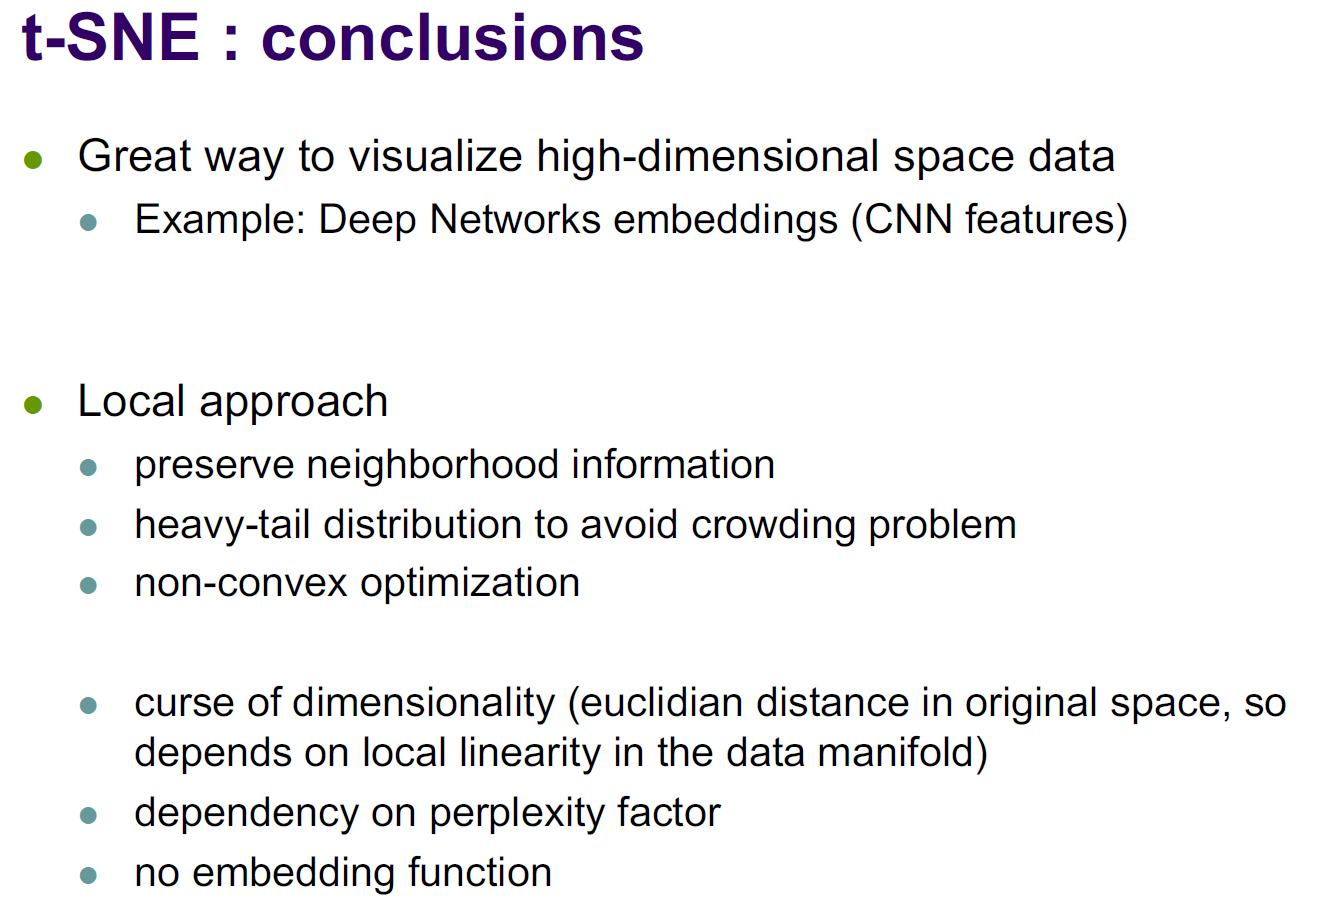 t-SNE : conclusions
Great way to visualize high-dimensional space data
Example: Deep Networks embeddings (CNN features)
Local approach
preserve neighborhood information
heavy-tail distribution to avoid crowding problem
non-convex optimization
curse of dimensionality (euclidian distance in original space, so
depends on local linearity in the data manifold)
dependency on perplexity factor
no embedding function